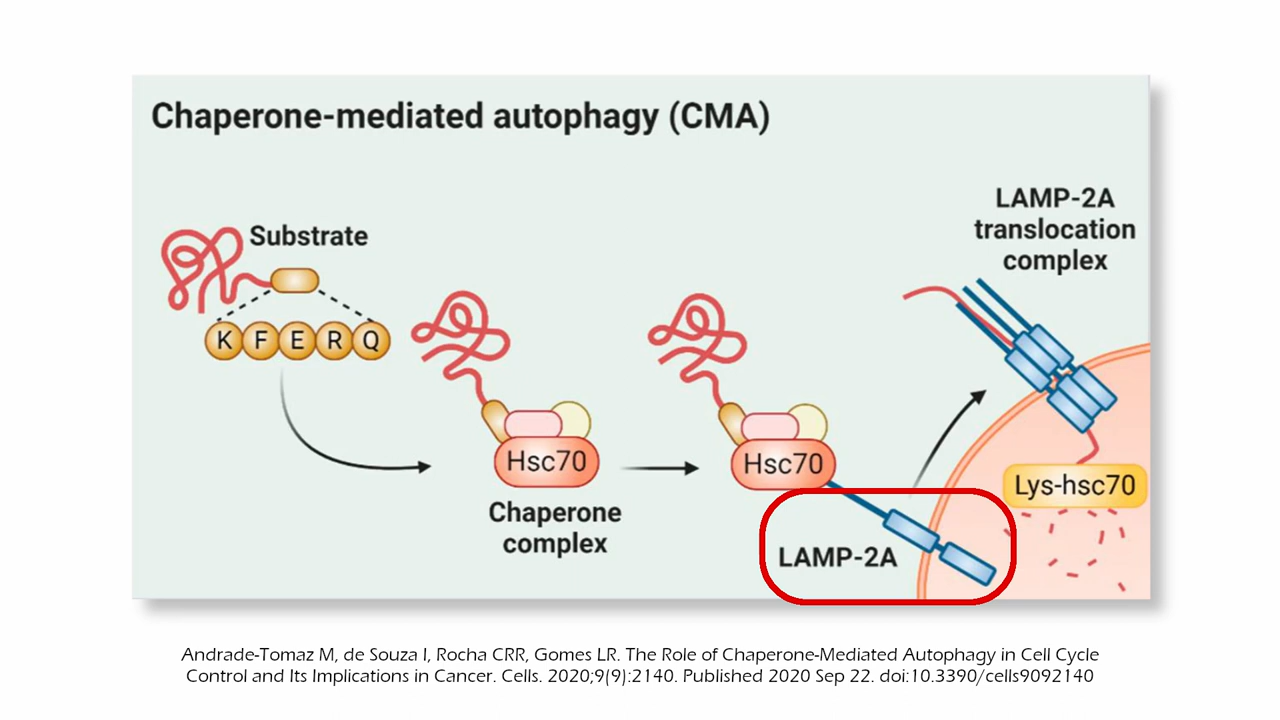 Chaperone-mediated autophagy (CMA)
Substrate
K F E R Q
Hsc70
Chaperone
complex
Hsc70
LAMP-2A
LAMP-2A
translocation
complex
Lys-hsc70
Andrade-Tomaz M, de Souza I, Rocha CRR, Gomes LR. The Role of Chaperone-Mediated Autophagy in Cell Cycle
Control and Its Implications in Cancer. Cells. 2020;9(9):2140. Published 2020 Sep 22. doi:10.3390/cells9092140